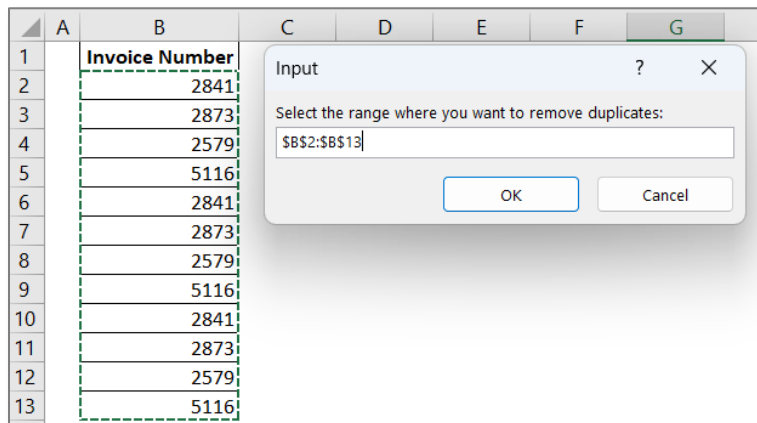 A B C D E F G
1 Invoice Number
Input ? ×
2 2841
3 2873
Select the range where you want to remove duplicates:
4 2579
$B$2:$B$13
5 5116
6 2841
OK Cancel
7 2873
8 2579
9 5116
10 2841
11 2873
12 2579
13 5116